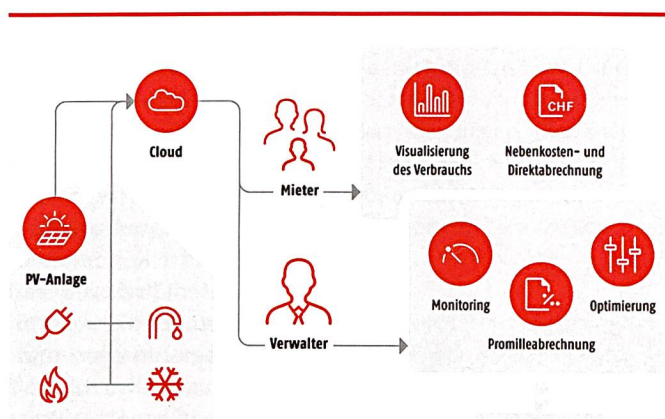 Cloud
PV-Anlage
Mieter
Verwalter
CHF
Visualisierung
des Verbrauchs
Nebenkosten- und
Direktabrechnung
Monitoring
%..
Optimierung
Promilleabrechnung